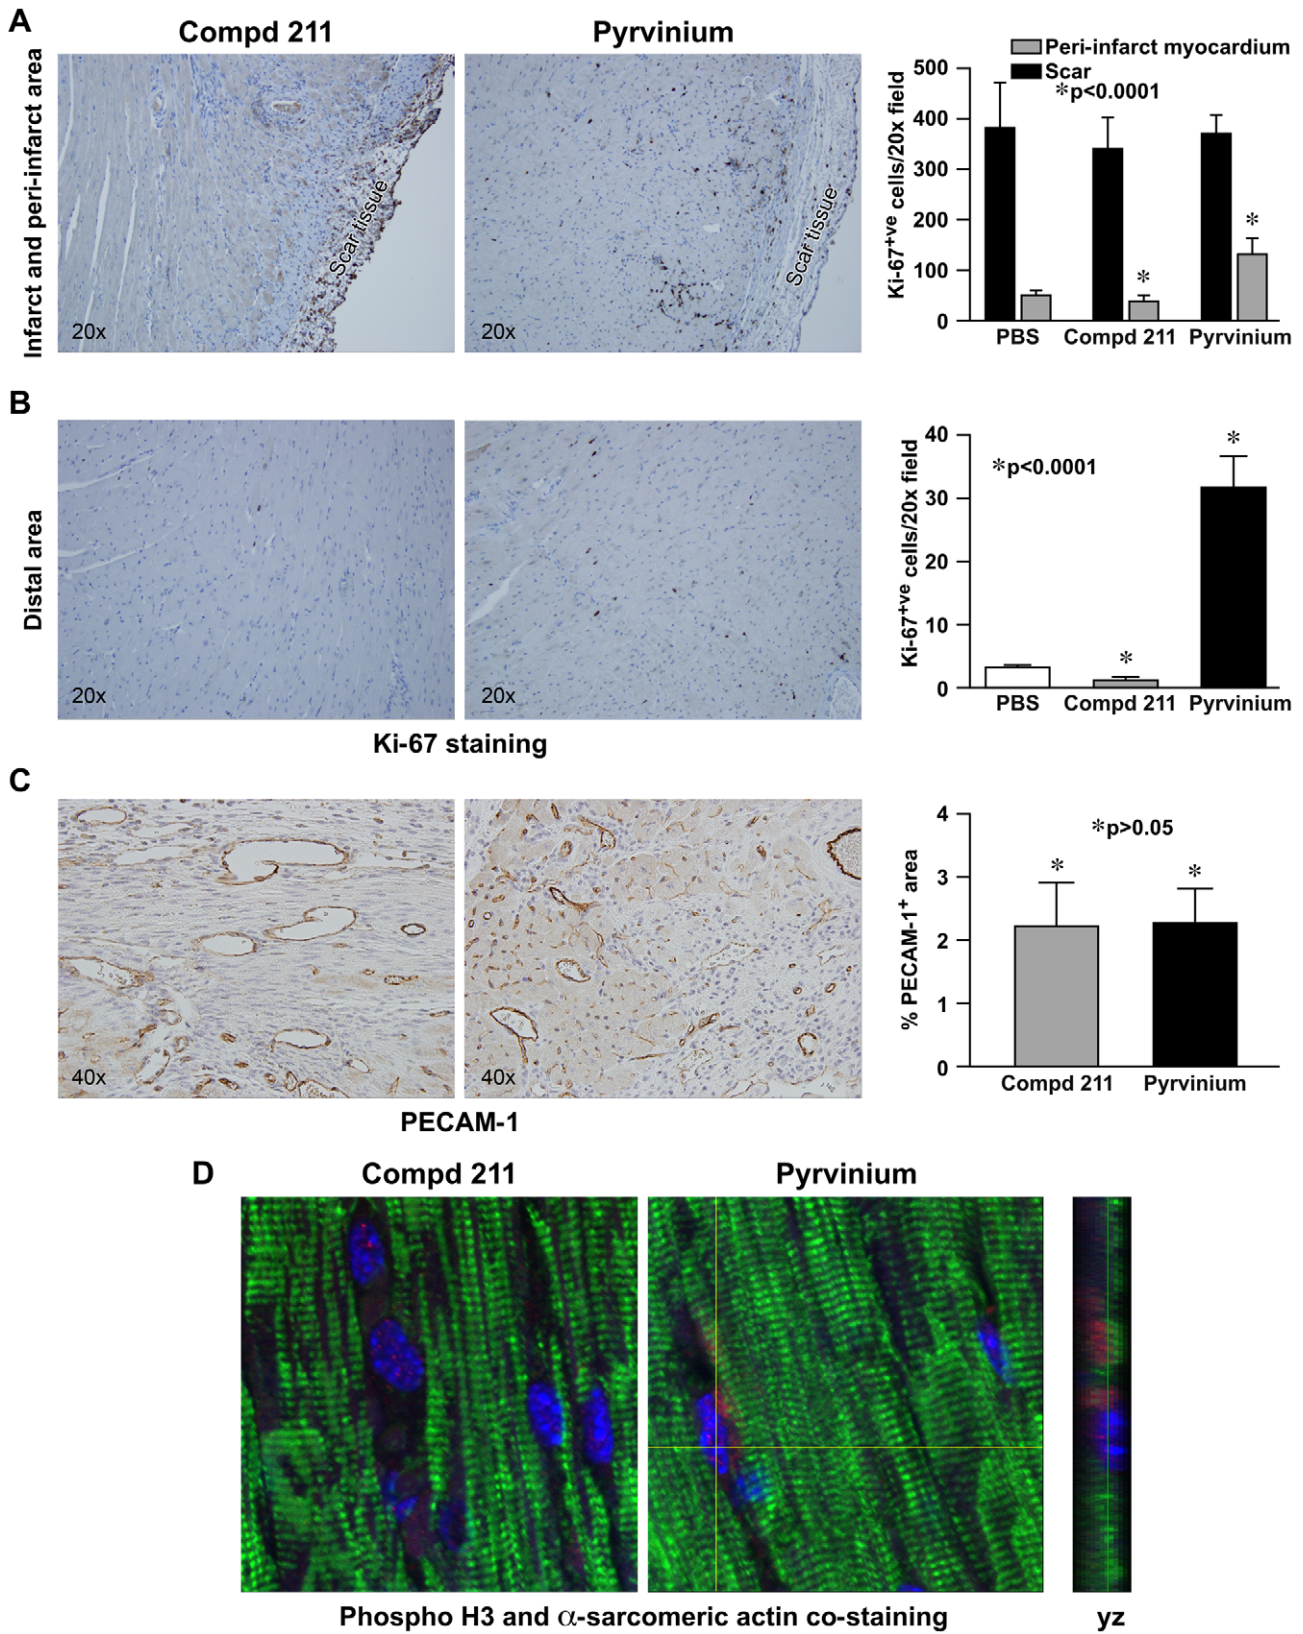 A
Compd 211
Pyrvinium
Infarct and peri-infarct area
Scar tissue
20x
Scar tissue
20x
Peri-infarct myocardium
Scar
*p<0.0001
Ki-67+ve cells/20x field
500
400
300
200
100
0
*
*
PBS
Compd 211
Pyrvinium
B
Distal area
20x
20x
Ki-67 staining
Ki-67+ve cells/20x field
40
30
20
10
0
*p<0.0001
*
*
PBS
Compd 211
Pyrvinium
C
40x
40x
PECAM-1
% PECAM-1+ area
4
3
2
1
0
*p>0.05
*
*
Compd 211
Pyrvinium
D
Compd 211
Pyrvinium
Phospho H3 and α-sarcomeric actin co-staining
yz